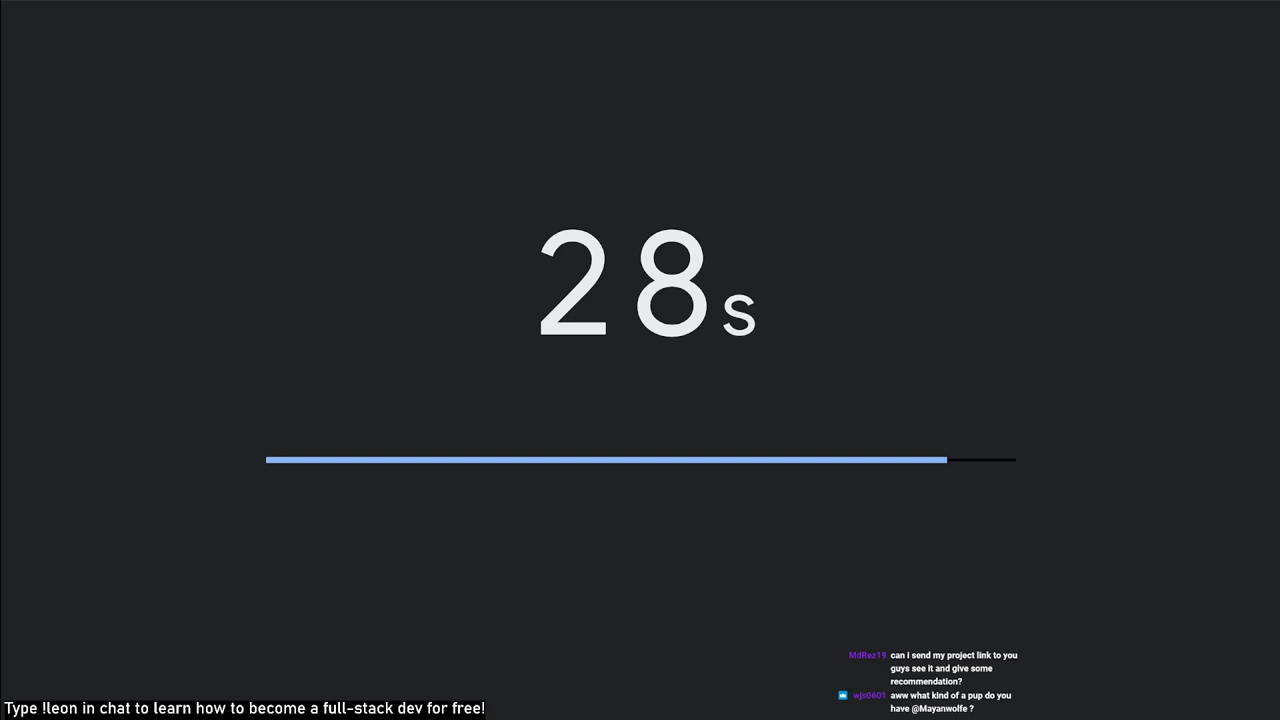 28s
MdRez19 can i send my project link to you
guys see it and give some
recommendation?
wjs0601 aww what kind of a pup do you
have @Mayanwolfe ?
Type !leon in chat to learn how to become a full-stack dev for free!